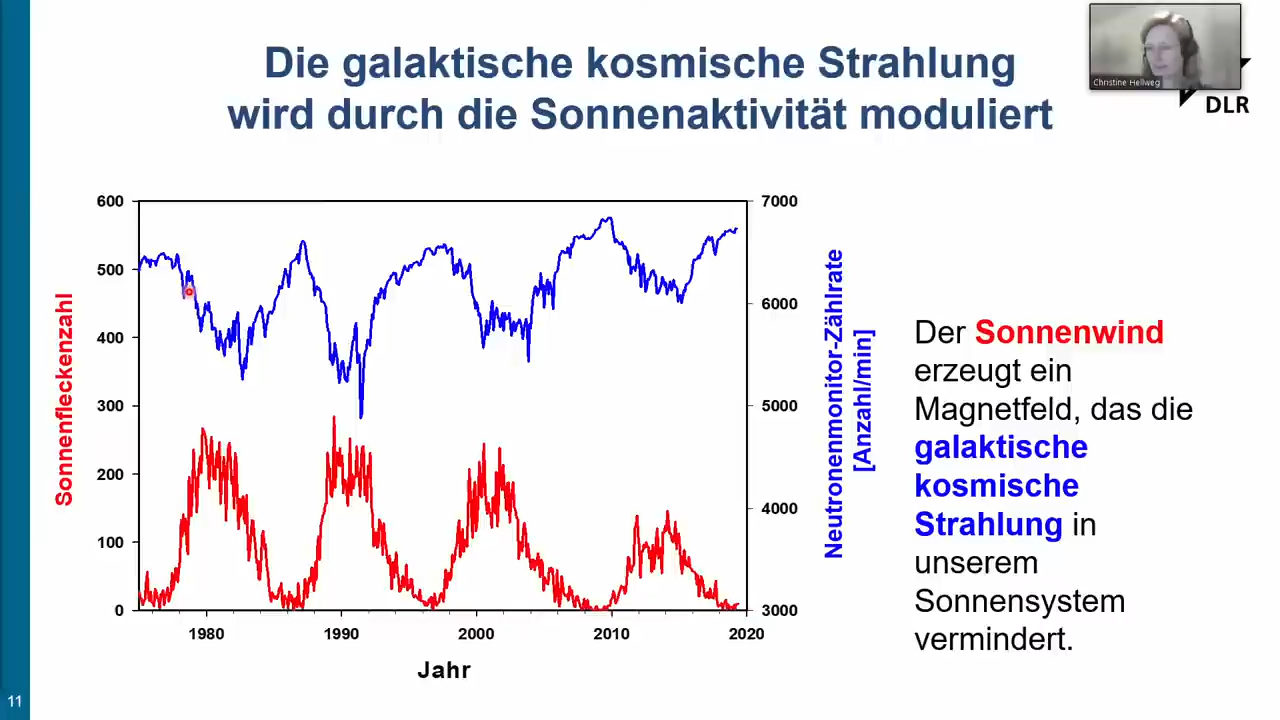 Die galaktische kosmische Strahlung
wird durch die Sonnenaktivität moduliert
Christine Hellweg
DLR
600
500
400
300
200
100
0
Sonnenfleckenzahl
7000
6000
5000
4000
3000
Neutronenmonitor-Zählrate
[Anzahl/min]
1980
1990
2000
2010
2020
Jahr
Der Sonnenwind
erzeugt ein
Magnetfeld, das die
galaktische
kosmische
Strahlung in
unserem
Sonnensystem
vermindert.
11